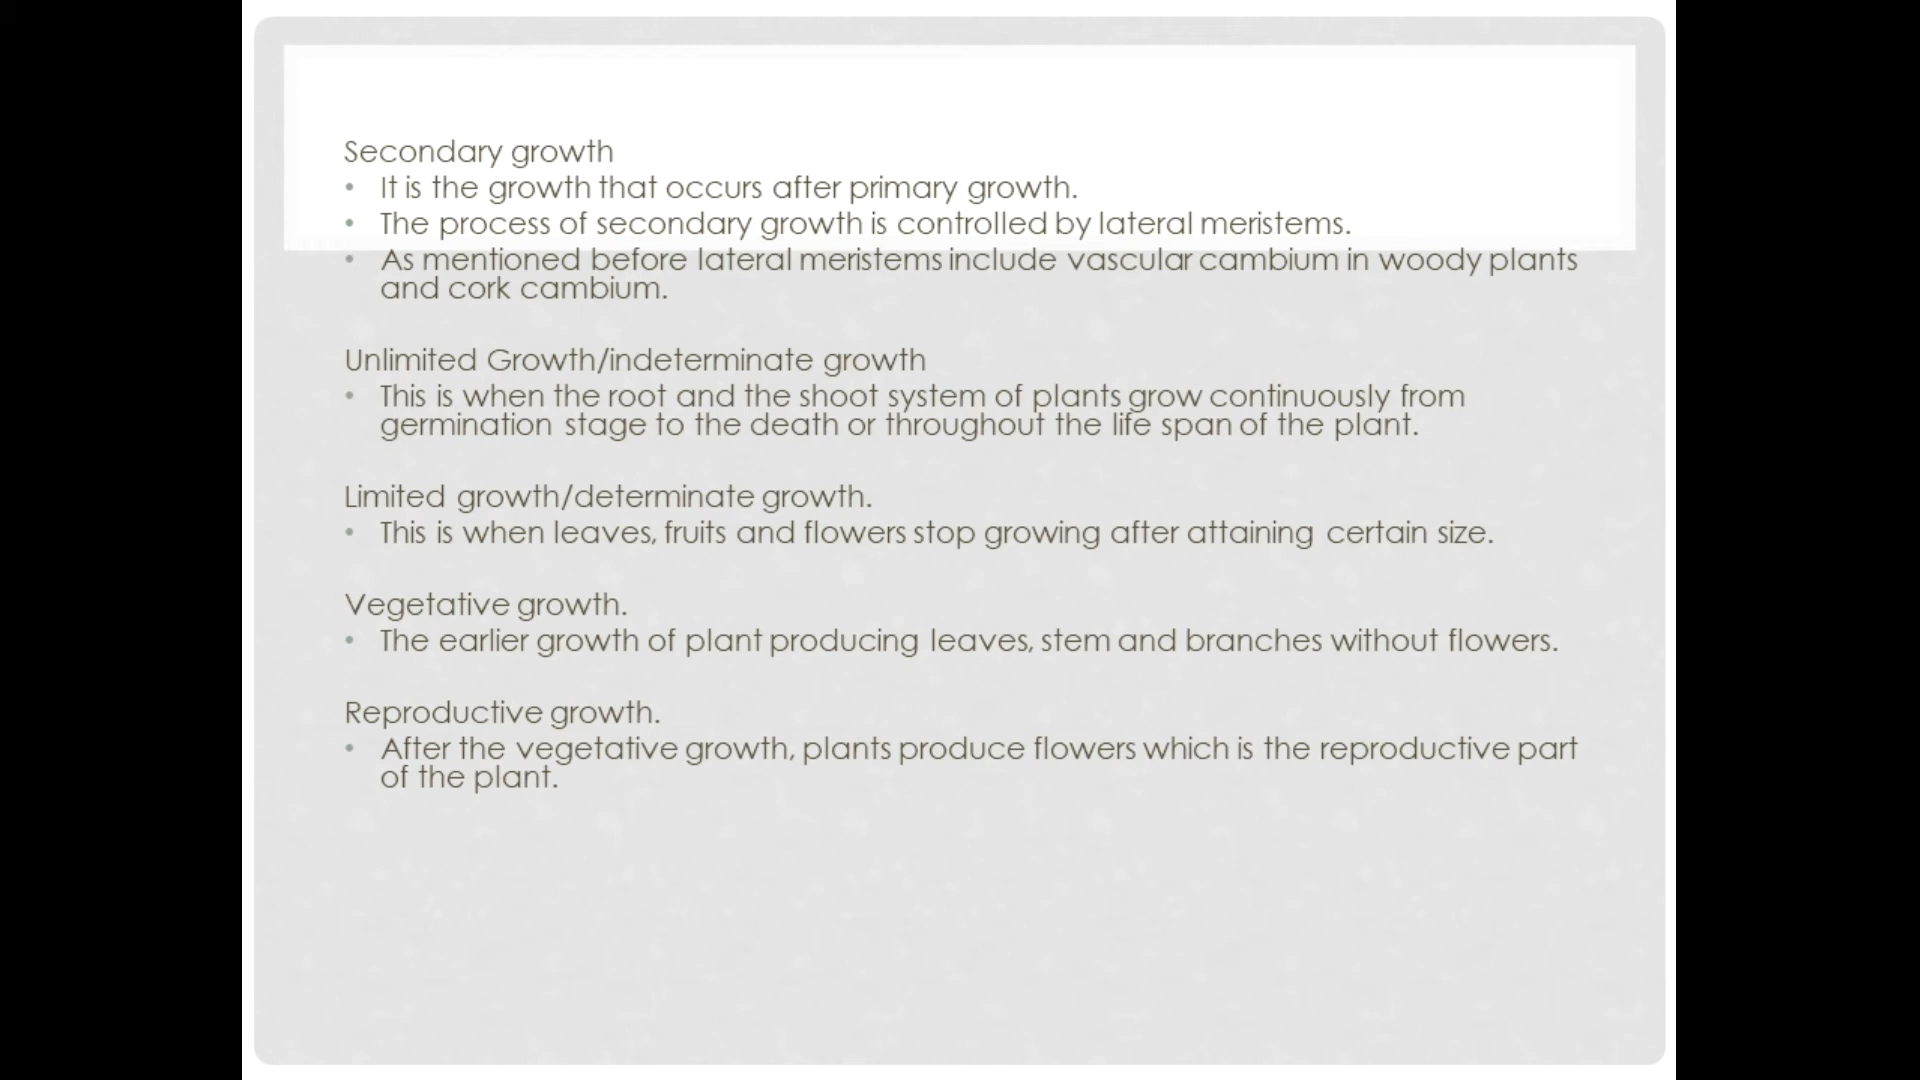 Secondary growth
• It is the growth that occurs after primary growth.
• The process of secondary growth is controlled by lateral meristems.
• As mentioned before lateral meristems include vascular cambium in woody plants
and cork cambium.
Unlimited Growth/indeterminate growth
• This is when the root and the shoot system of plants grow continuously from
germination stage to the death or throughout the life span of the plant.
Limited growth/determinate growth.
• This is when leaves, fruits and flowers stop growing after attaining certain size.
Vegetative growth.
• The earlier growth of plant producing leaves, stem and branches without flowers.
Reproductive growth.
• After the vegetative growth, plants produce flowers which is the reproductive part
of the plant.